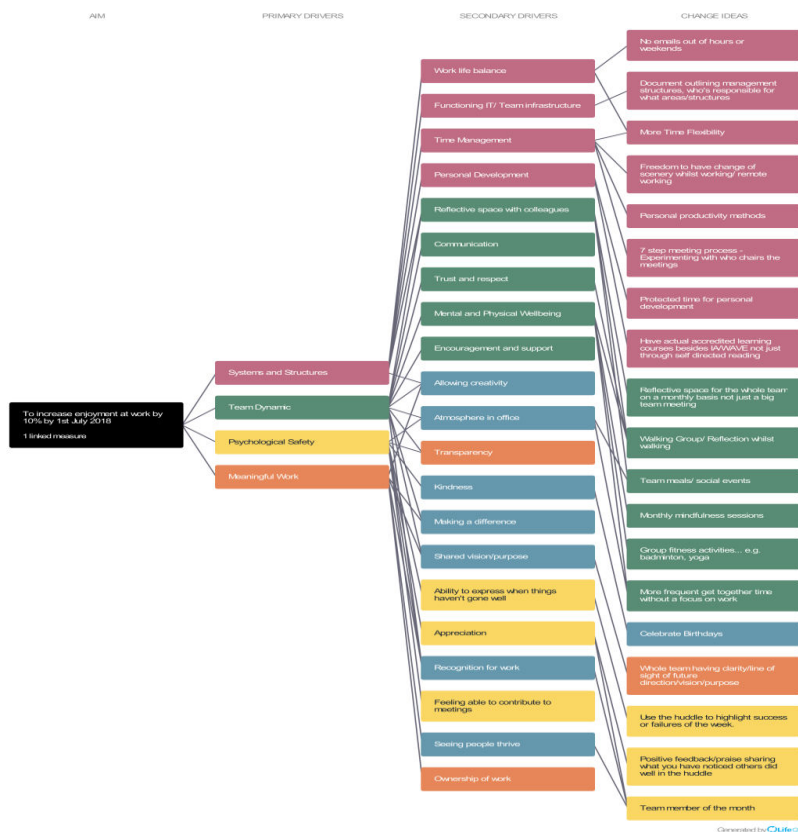 AIM
PRIMARY DRIVERS
SECONDARY DRIVERS
CHANGE IDEAS
To increase enjoyment at work by
10% by 1st July 2018
1 linked measure
Systems and Structures
Team Dynamic
Psychological Safety
Meaningful Work
Work life balance
Functioning IT/ Team infrastructure
Time Management
Personal Development
Reflective space with colleagues
Communication
Trust and respect
Mental and Physical Wellbeing
Encouragement and support
Allowing creativity
Atmosphere in office
Transparency
Kindness
Making a difference
Shared vision/purpose
Ability to express when things
haven't gone well
Appreciation
Recognition for work
Feeling able to contribute to
meetings
Seeing people thrive
Ownership of work
No emails out of hours or
weekends
Document outlining management
structures, who's responsible for
what areas/structures
More Time Flexibility
Freedom to have change of
scenery whilst working/ remote
working
Personal productivity methods
7 step meeting process -
Experimenting with who chairs the
meetings
Protected time for personal
development
Have actual accredited learning
courses besides IA/WAVE not just
through self directed reading
Reflective space for the whole team
on a monthly basis not just a big
team meeting
Walking Group/ Reflection whilst
walking
Team meals/ social events
Monthly mindfulness sessions
Group fitness activities... e.g.
badminton, yoga
More frequent get together time
without a focus on work
Celebrate Birthdays
Whole team having clarity/line of
sight of future
direction/vision/purpose
Use the huddle to highlight success
or failures of the week.
Positive feedback/praise sharing
what you have noticed others did
well in the huddle
Team member of the month
Generated by Life